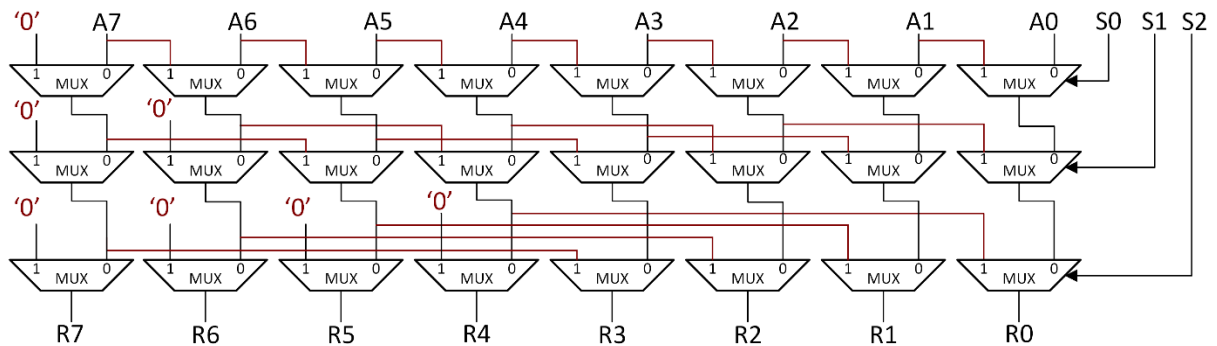 ‘0’ A7 A6 A5 A4 A3 A2 A1 A0 S0 S1 S2
1 0 1 0 1 0 1 0 1 0 1 0 1 0 1 0
MUX MUX MUX MUX MUX MUX MUX MUX
‘0’ ‘0’
1 0 1 0 1 0 1 0 1 0 1 0 1 0 1 0
MUX MUX MUX MUX MUX MUX MUX MUX
‘0’ ‘0’ ‘0’ ‘0’
1 0 1 0 1 0 1 0 1 0 1 0 1 0 1 0
MUX MUX MUX MUX MUX MUX MUX MUX
R7 R6 R5 R4 R3 R2 R1 R0